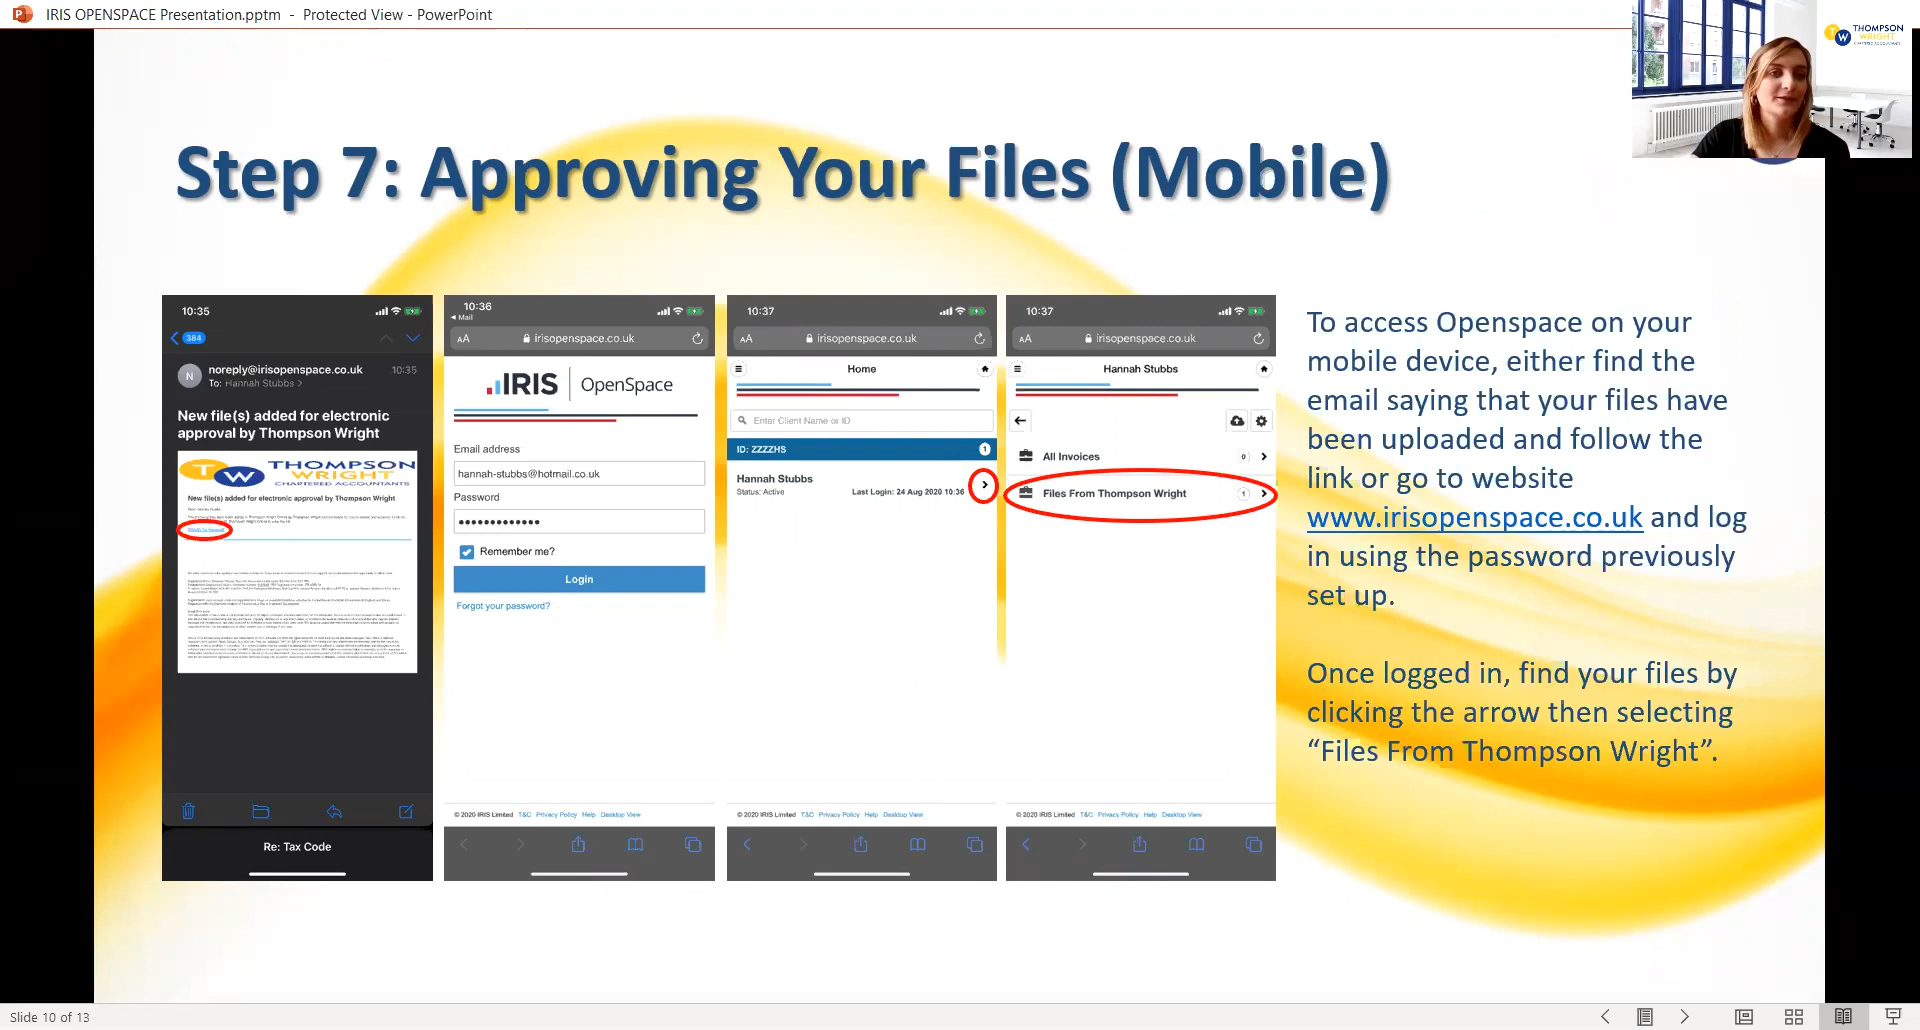 IRIS OPENSPACE Presentation.pptm - Protected View - PowerPoint
THOMPSON
WRIGHT
CHARTERED ACCOUNTANTS
TW
Step 7: Approving Your Files (Mobile)
10:35
384
noreply@irisopenspace.co.uk
10:35
N
To: Hannah Stubbs
New file(s) added for electronic
approval by Thompson Wright
TW THOMPSON
WRIGHT
CHARTERED ACCOUNTANTS
New file(s) added for electronic approval by Thompson Wright
Re: Tax Code
10:36
Mail
AA irisopenspace.co.uk
IRIS OpenSpace
Email address
hannah-stubbs@hotmail.co.uk
Password
Remember me?
Login
Forgot your password?
© 2020 IRIS Limited T&C Privacy Policy Help Desktop View
10:37
AA irisopenspace.co.uk
Home
Enter Client Name or ID
ID: ZZZZHS 1
Hannah Stubbs
Status: Active Last Login: 24 Aug 2020 10:36
© 2020 IRIS Limited T&C Privacy Policy Help Desktop View
10:37
AA irisopenspace.co.uk
Hannah Stubbs
All Invoices 0
Files From Thompson Wright 1
© 2020 IRIS Limited T&C Privacy Policy Help Desktop View
To access Openspace on your
mobile device, either find the
email saying that your files have
been uploaded and follow the
link or go to website
www.irisopenspace.co.uk and log
in using the password previously
set up.
Once logged in, find your files by
clicking the arrow then selecting
“Files From Thompson Wright”.
Slide 10 of 13